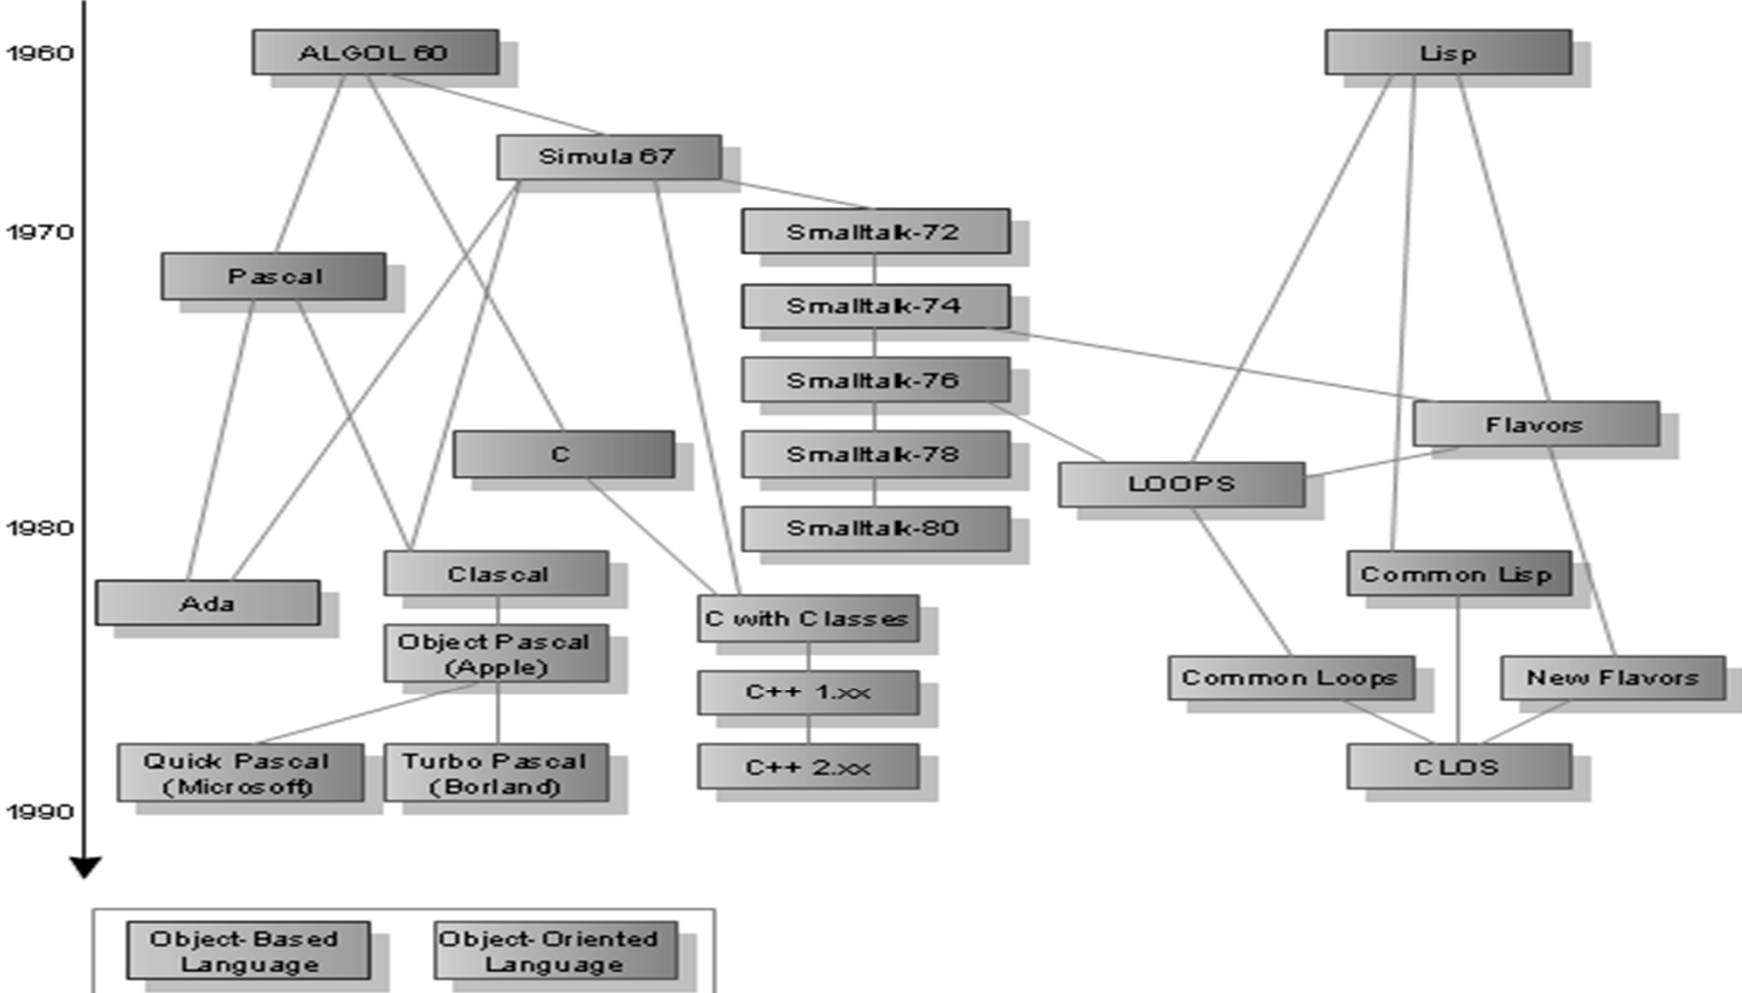 1960
ALGOL 60
Lisp
Simula 67
1970
Smalltalk-72
Pascal
Smalltalk-74
Smalltalk-76
Flavors
C
Smalltalk-78
LOOPS
1980
Smalltalk-80
Clascal
Common Lisp
Ada
C with Classes
Object Pascal
(Apple)
Common Loops
New Flavors
C++ 1.xx
Quick Pascal
(Microsoft)
Turbo Pascal
(Borland)
C++ 2.xx
CLOS
1990
Object-Based
Language
Object-Oriented
Language